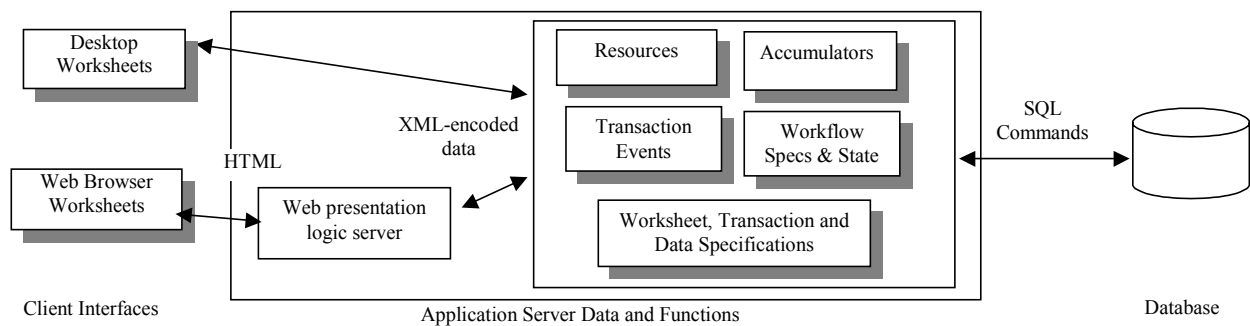 Desktop
Worksheets
Web Browser
Worksheets
Client Interfaces
HTML
Web presentation
logic server
XML-encoded
data
Resources
Accumulators
Transaction
Events
Workflow
Specs & State
Worksheet, Transaction and
Data Specifications
Application Server Data and Functions
SQL
Commands
Database